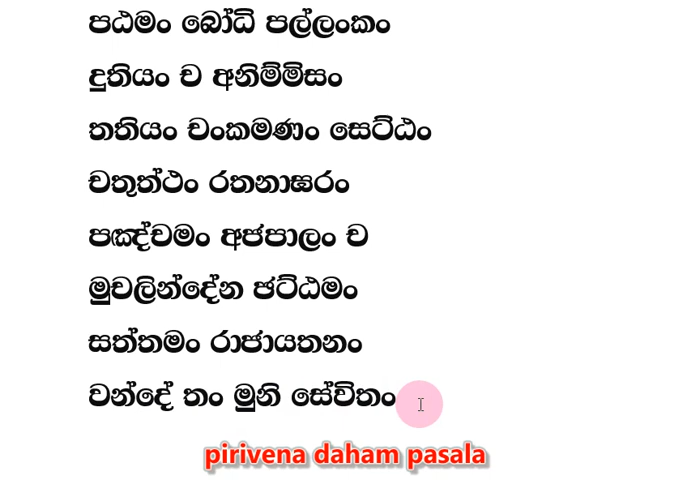 පඨමං බෝධි පල්ලංකං
දුතියං ච අනිම්මිසං
තතියං චංකමණං සෙට්ඨං
චතුත්ථං රතනාඝරං
පඤ්චමං අජපාලං ච
මුචලින්දේන ඡට්ඨමං
සත්තමං රාජායතනං
වන්දේ තං මුනි සේවිතං
pirivena daham pasala